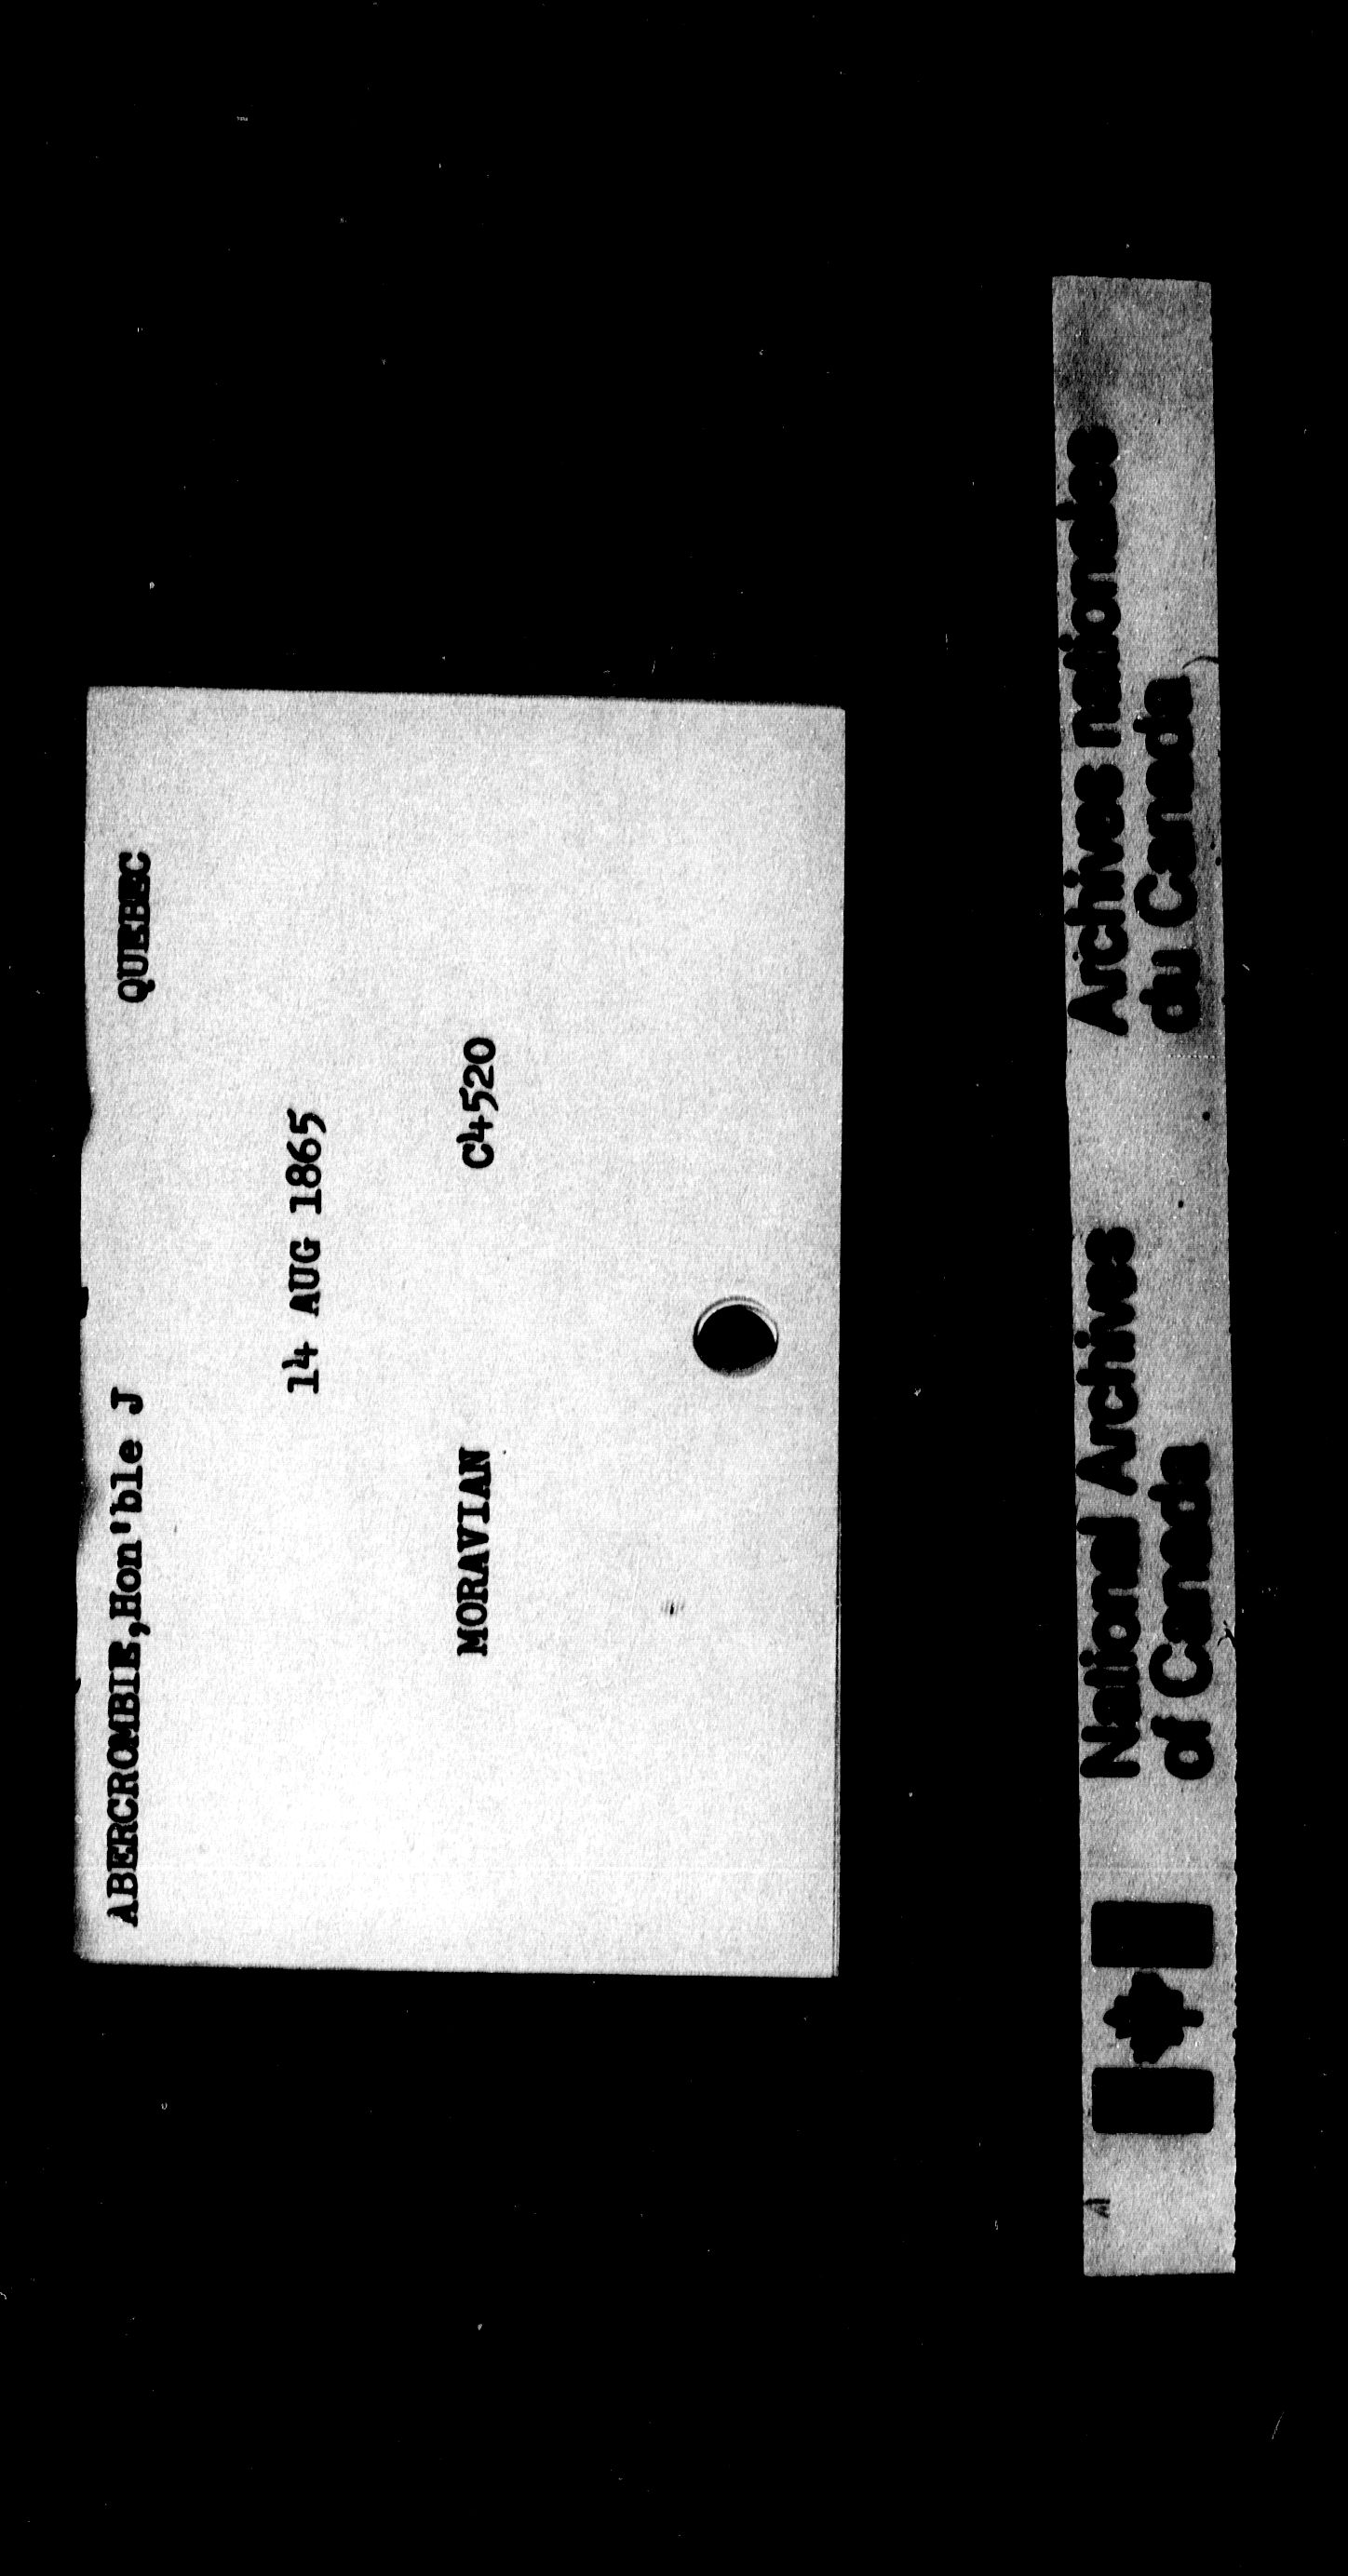 ABERCROMBIE,Hon'ble J QUEBEC
14 AUG 1865
MORAVIAN C4520
National Archives Archives nationales
of Canada du Canada